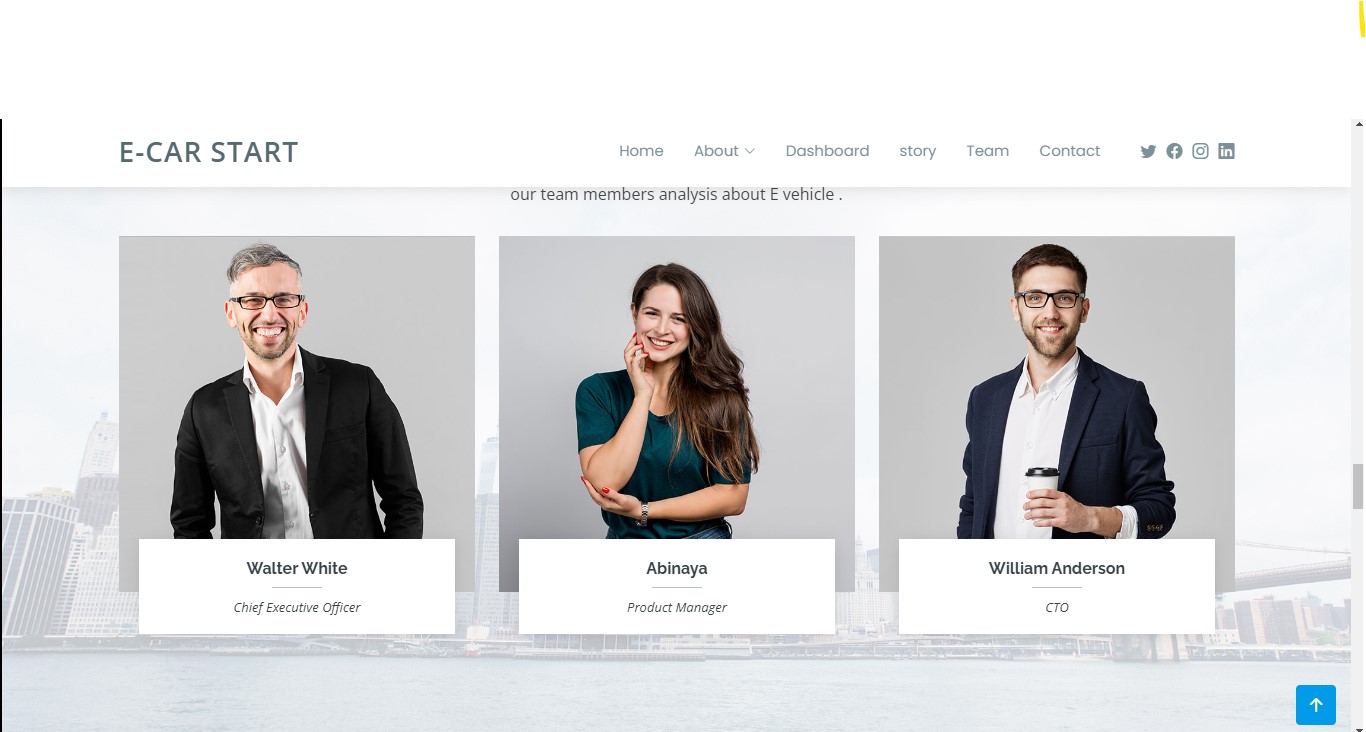 E-CAR START
Home About Dashboard story Team Contact
our team members analysis about E vehicle .
Walter White
Chief Executive Officer
Abinaya
Product Manager
William Anderson
CTO